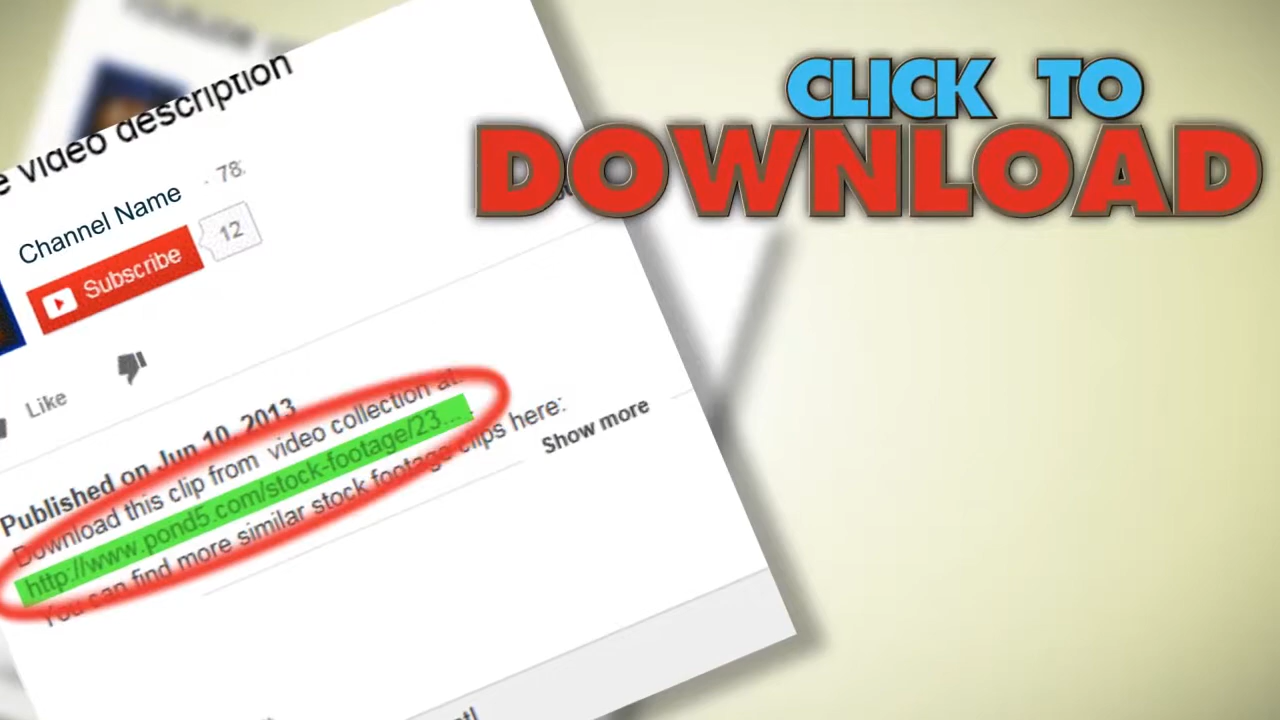 CLICK TO
DOWNLOAD
video description
Channel Name
Subscribe
12
Like
Published on Jun 10, 2013
Download this clip from video collection at:
http://www.pond5.com/stock-footage/23...
You can find more similar stock footage clips here:
Show more